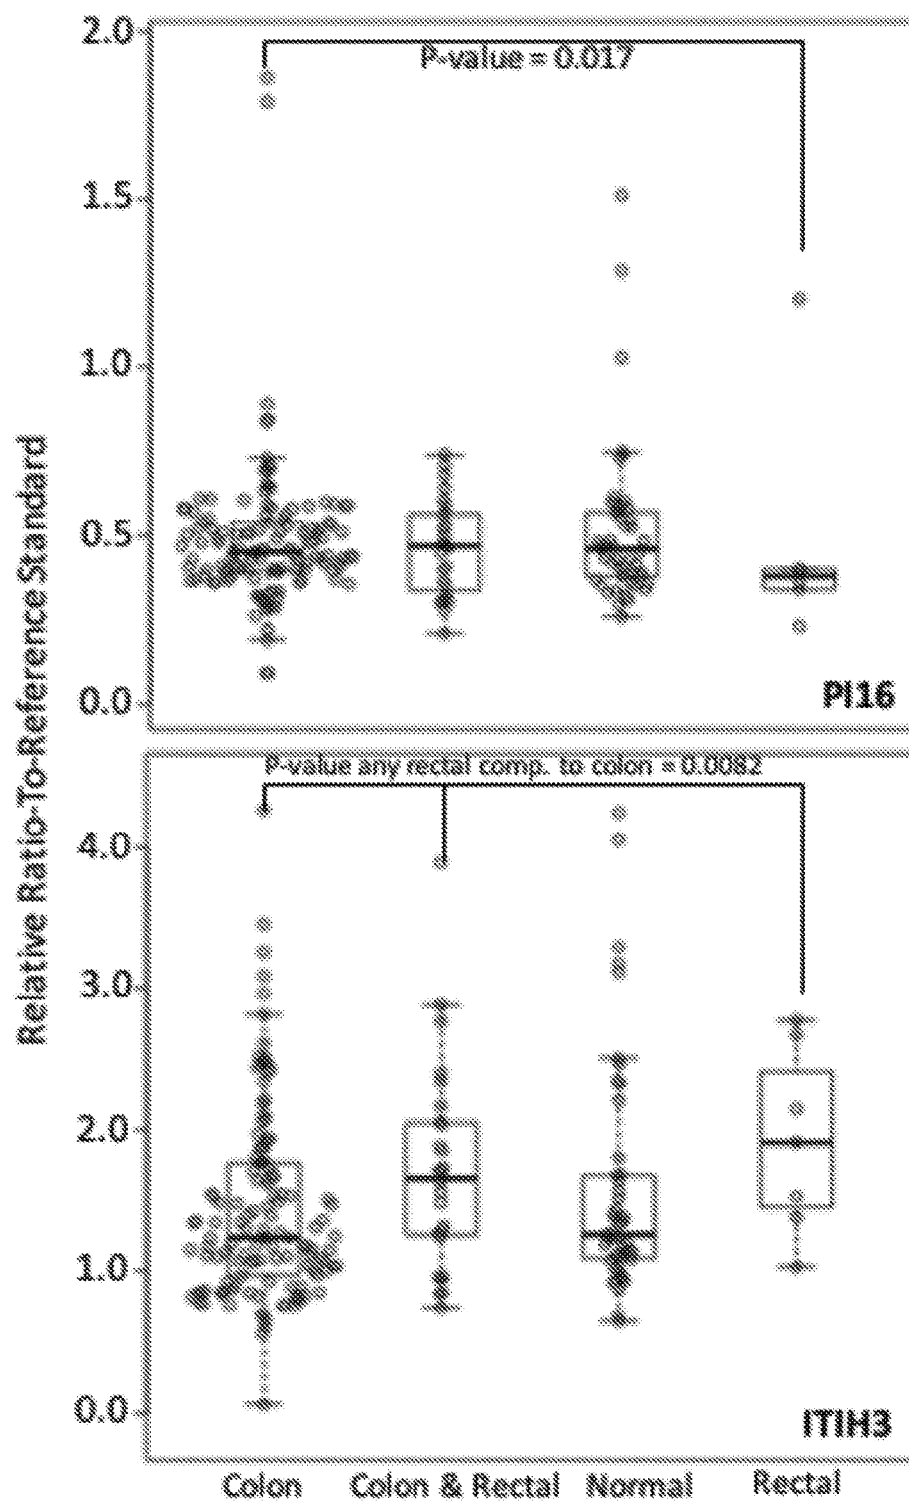 2.0
P-value = 0.017
1.5
1.0
0.5
0.0
PI16
Relative Ratio-To-Reference Standard
P-value any rectal comp. to colon = 0.0082
4.0
3.0
2.0
1.0
0.0
ITIH3
Colon Colon & Rectal Normal Rectal